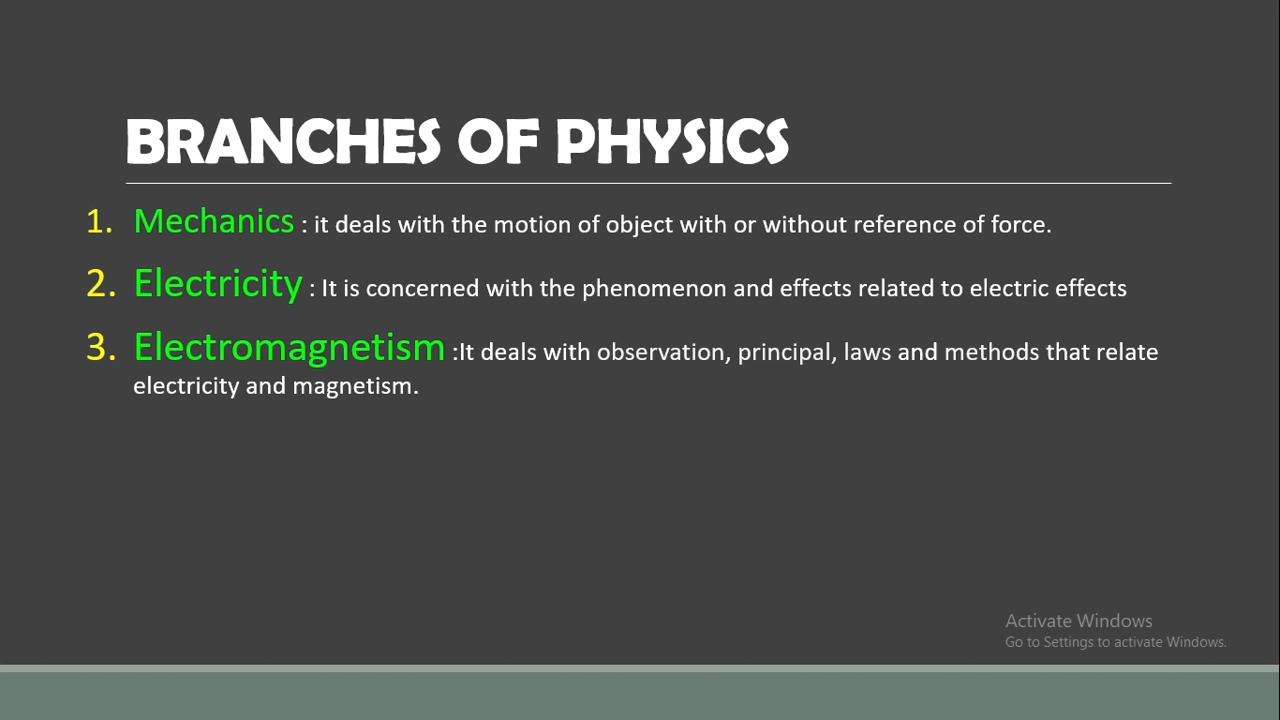 BRANCHES OF PHYSICS
1. Mechanics : it deals with the motion of object with or without reference of force.
2. Electricity : It is concerned with the phenomenon and effects related to electric effects
3. Electromagnetism :It deals with observation, principal, laws and methods that relate
electricity and magnetism.
Activate Windows
Go to Settings to activate Windows.